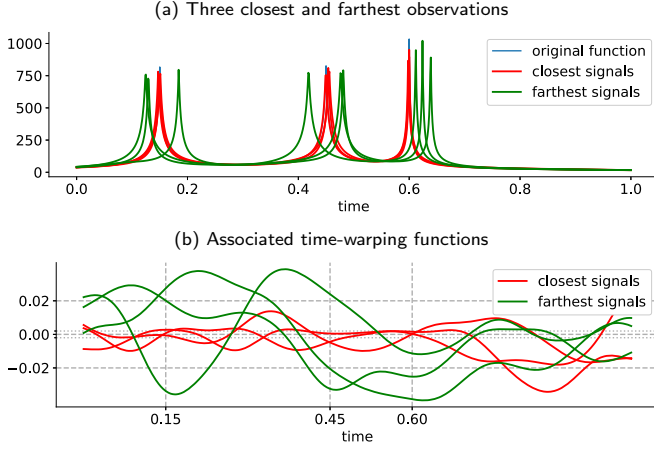 (a) Three closest and farthest observations
1000
750
500
250
0
original function
closest signals
farthest signals
0.0 0.2 0.4 0.6 0.8 1.0
time
(b) Associated time-warping functions
0.02
0.00
−0.02
closest signals
farthest signals
0.15 0.45 0.60
time